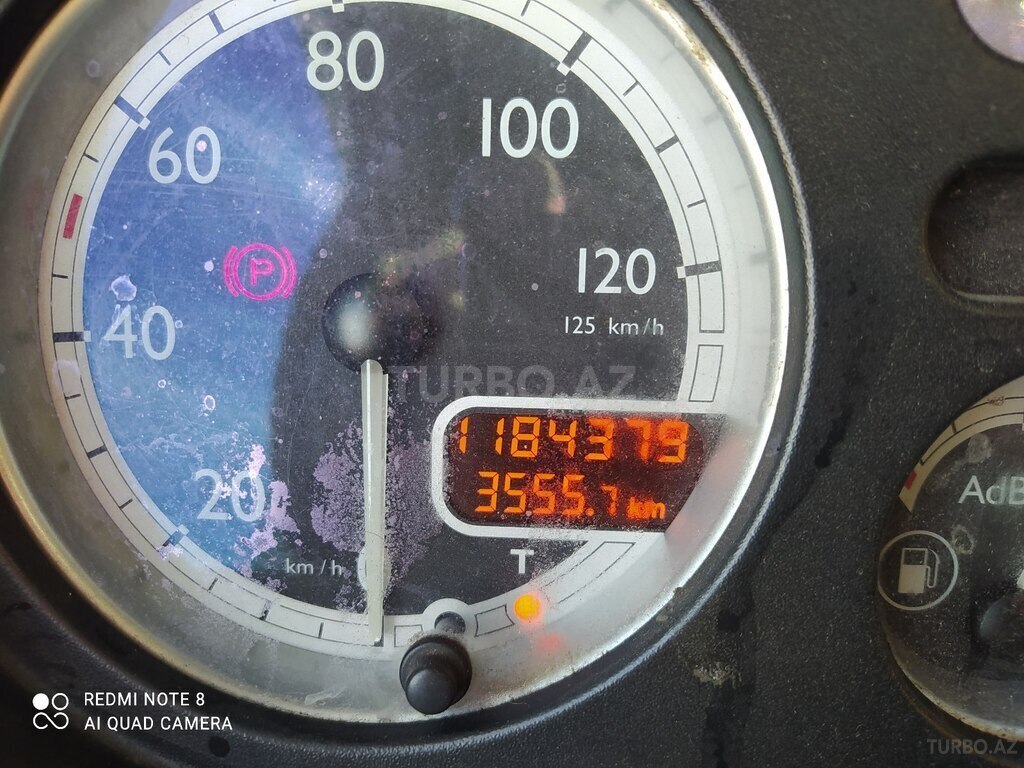 80
100
60
P
120
125 km/h
40
TURBO.AZ
1184379
3555.7 km
20
km/h
T
AdB
REDMI NOTE 8
AI QUAD CAMERA
TURBO.AZ